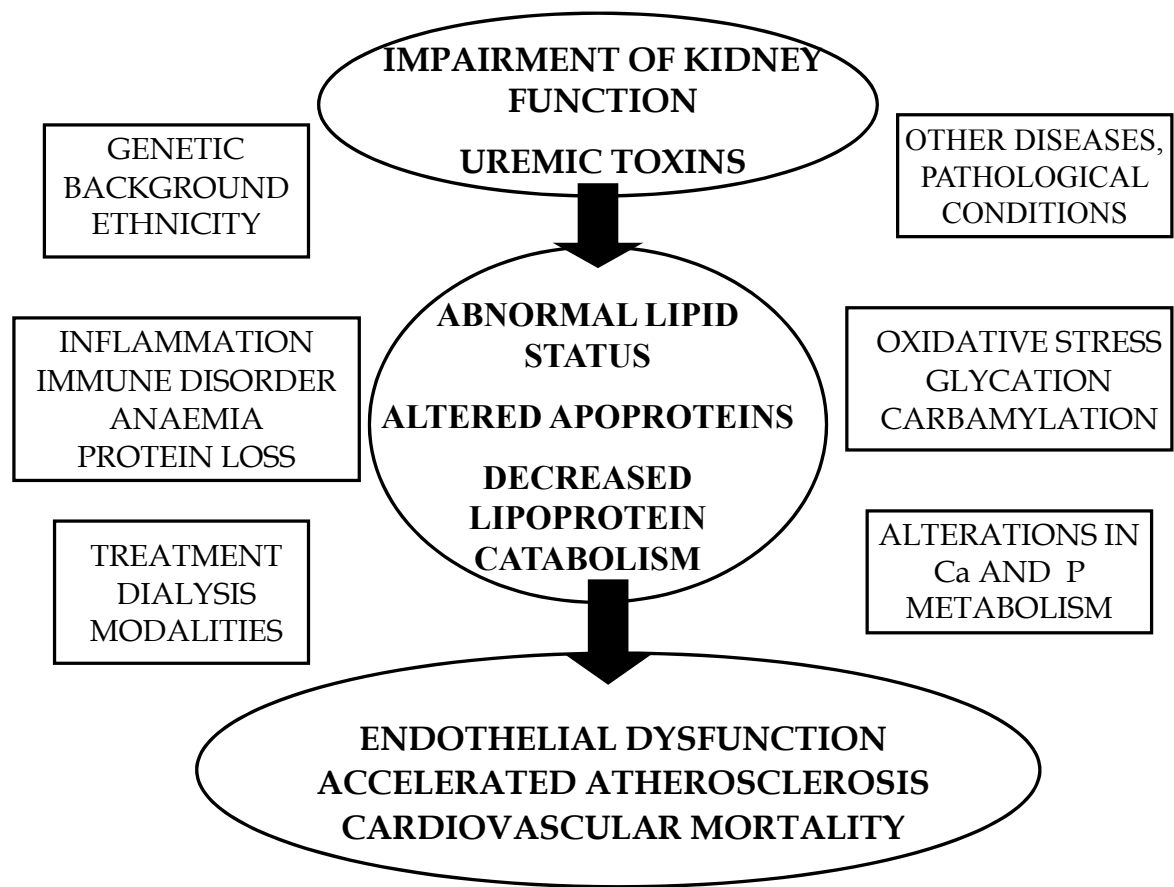 IMPAIRMENT OF KIDNEY
FUNCTION
UREMIC TOXINS
GENETIC
BACKGROUND
ETHNICITY
OTHER DISEASES,
PATHOLOGICAL
CONDITIONS
INFLAMMATION
IMMUNE DISORDER
ANAEMIA
PROTEIN LOSS
ABNORMAL LIPID
STATUS
ALTERED APOPROTEINS
DECREASED
LIPOPROTEIN
CATABOLISM
OXIDATIVE STRESS
GLYCATION
CARBAMYLATION
TREATMENT
DIALYSIS
MODALITIES
ALTERATIONS IN
Ca AND P
METABOLISM
ENDOTHELIAL DYSFUNCTION
ACCELERATED ATHEROSCLEROSIS
CARDIOVASCULAR MORTALITY